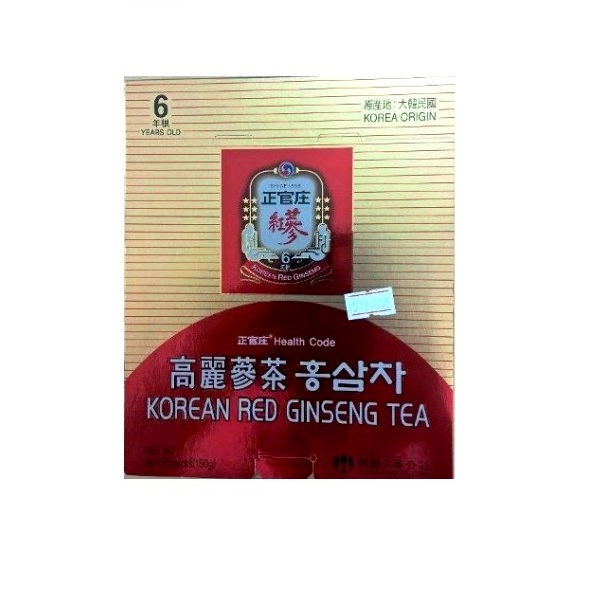 6
年根
YEARS OLD
原産地: 大韓民國
KOREA ORIGIN
正官庄
紅蔘
6
年根
KOREAN RED GINSENG
正官庄® Health Code
高麗蔘茶 홍삼차
KOREAN RED GINSENG TEA